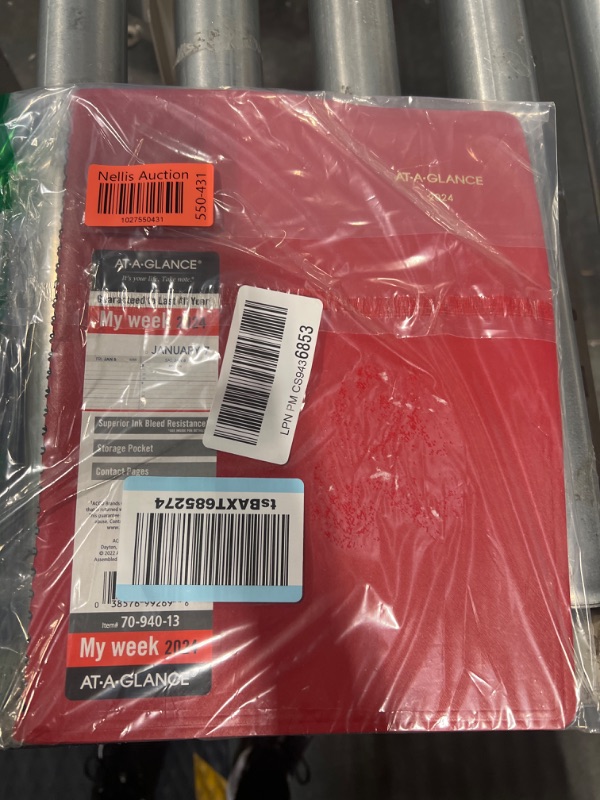 AT-A-GLANCE
2024
Nellis Auction
1027550431
550-431
AT-A-GLANCE®
It's your life. Take note.®
Guaranteed to Last All Year
My week 2024
JANUARY
LPN PM CS9436853
Superior Ink Bleed Resistance
Storage Pocket
Contact Pages
tsBAXT685274
Item# 70-940-13
My week 2024
AT-A-GLANCE®